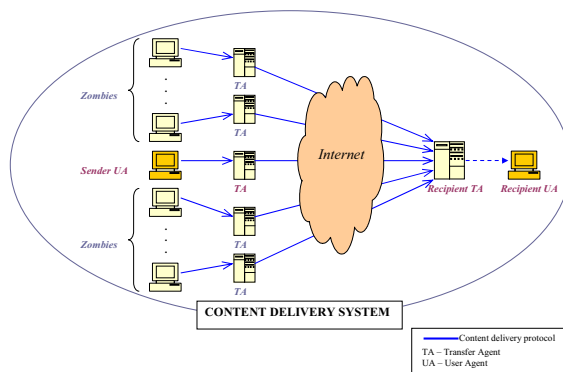 Zombies
TA
TA
Internet
Sender UA
TA
Recipient TA
Recipient UA
Zombies
TA
TA
CONTENT DELIVERY SYSTEM
Content delivery protocol
TA – Transfer Agent
UA – User Agent